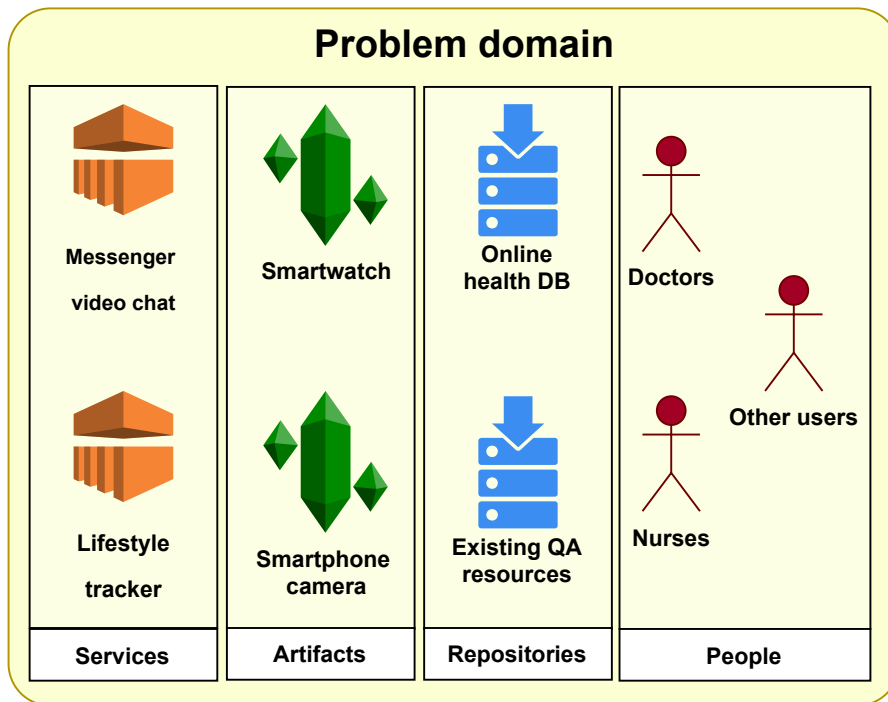 Problem domain
Messenger
video chat
Lifestyle
tracker
Services
Smartwatch
Smartphone
camera
Artifacts
Online
health DB
Existing QA
resources
Repositories
Doctors
Other users
Nurses
People